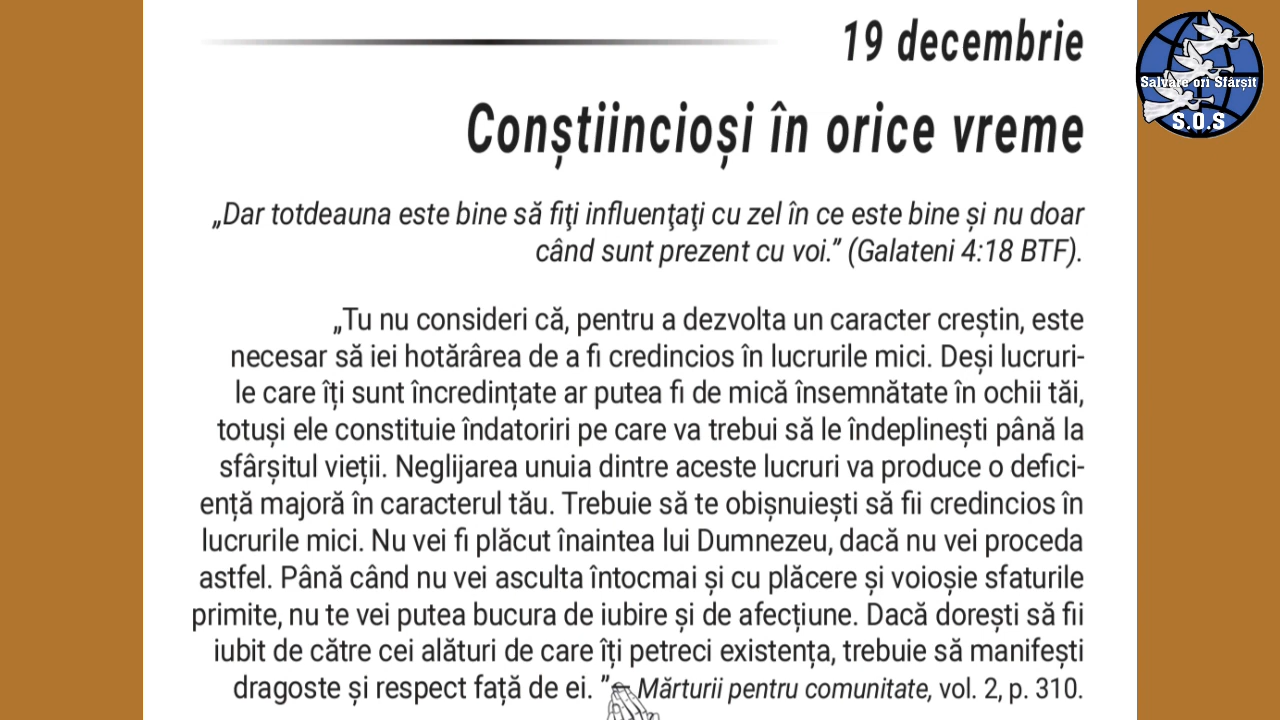 19 decembrie
Salvare ori Sfârșit
S.O.S
Conștiincioși în orice vreme
„Dar totdeauna este bine să fiţi influenţaţi cu zel în ce este bine și nu doar
când sunt prezent cu voi.” (Galateni 4:18 BTF).
„Tu nu consideri că, pentru a dezvolta un caracter creștin, este
necesar să iei hotărârea de a fi credincios în lucrurile mici. Deși lucruri-
le care îți sunt încredințate ar putea fi de mică însemnătate în ochii tăi,
totuși ele constituie îndatoriri pe care va trebui să le îndeplinești până la
sfârșitul vieții. Neglijarea unuia dintre aceste lucruri va produce o defici-
ență majoră în caracterul tău. Trebuie să te obișnuiești să fii credincios în
lucrurile mici. Nu vei fi plăcut înaintea lui Dumnezeu, dacă nu vei proceda
astfel. Până când nu vei asculta întocmai și cu plăcere și voioșie sfaturile
primite, nu te vei putea bucura de iubire și de afecțiune. Dacă dorești să fii
iubit de către cei alături de care îți petreci existența, trebuie să manifești
dragoste și respect față de ei. ” Mărturii pentru comunitate, vol. 2, p. 310.